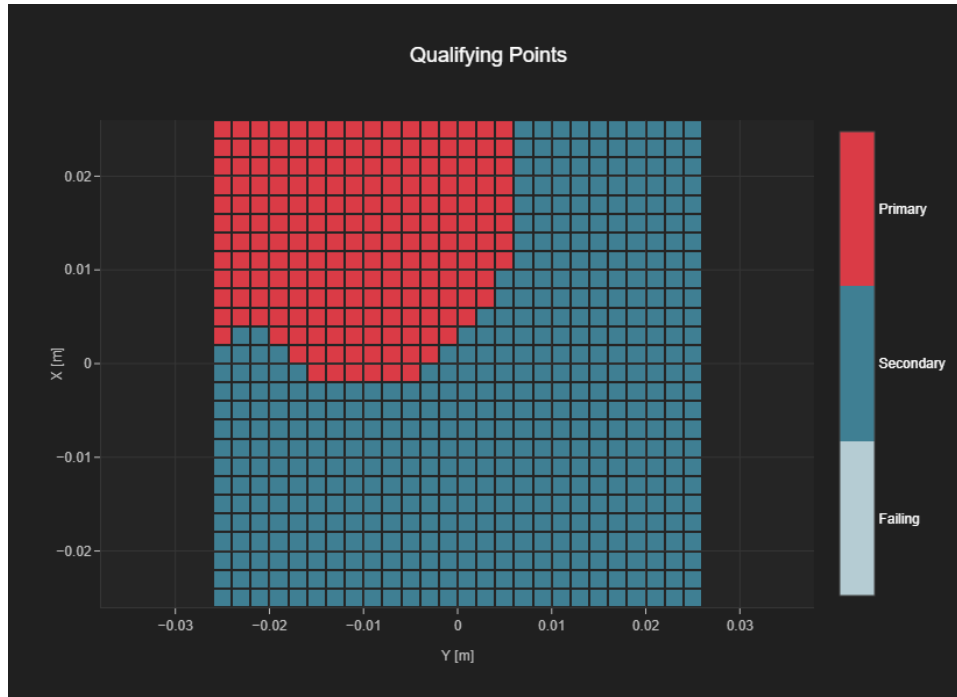 Qualifying Points
0.02
0.01
0
−0.01
−0.02
X [m]
−0.03
−0.02
−0.01
0
0.01
0.02
0.03
Y [m]
Primary
Secondary
Failing